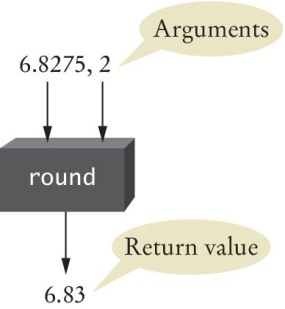 Arguments
6.8275, 2
round
Return value
6.83